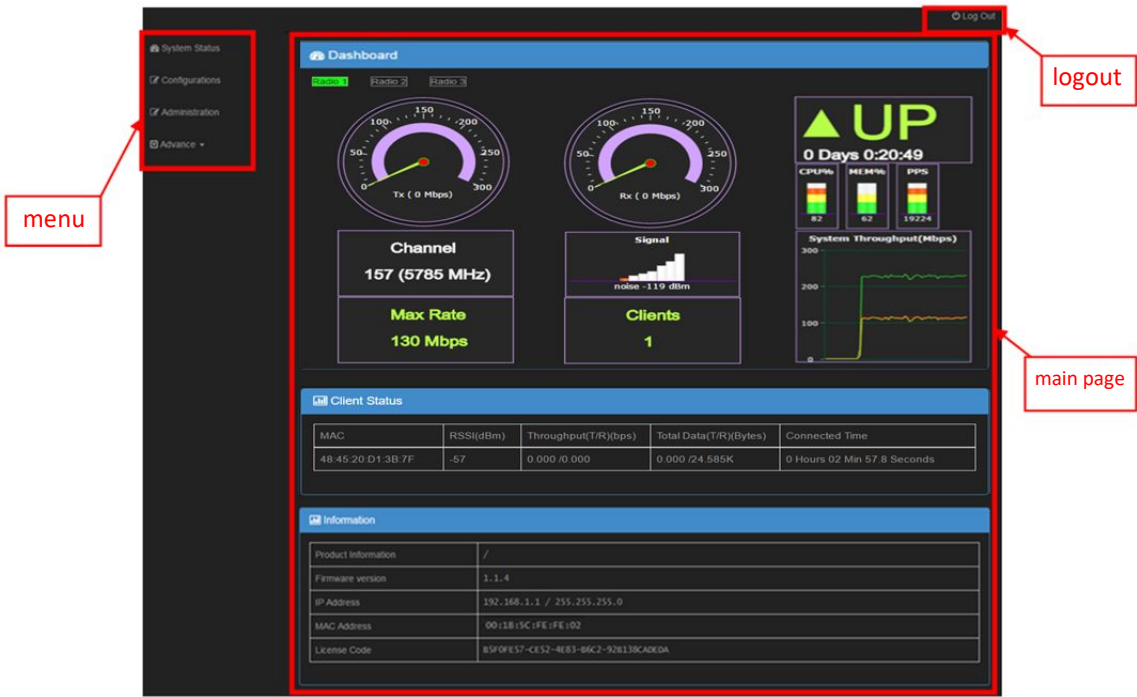 Log Out
System Status
Configurations
Administration
Advance
menu
logout
main page
Dashboard
Radio 1 Radio 2 Radio 3
0 50 100 150 200 250 300
Tx ( 0 Mbps)
0 50 100 150 200 250 300
Rx ( 0 Mbps)
UP
0 Days 0:20:49
CPU% MEM% PPS
82 62 19224
Channel
157 (5785 MHz)
Signal
noise -119 dBm
Max Rate
130 Mbps
Clients
1
System Throughput(Mbps)
300
200
100
0
Client Status
MAC RSSI(dBm) Throughput(T/R)(bps) Total Data(T/R)(Bytes) Connected Time
48:45:20:D1:3B:7F -57 0.000 /0.000 0.000 /24.585K 0 Hours 02 Min 57.8 Seconds
Information
Product Information /
Firmware version 1.1.4
IP Address 192.168.1.1 / 255.255.255.0
MAC Address 00:18:5C:FE:FE:02
License Code